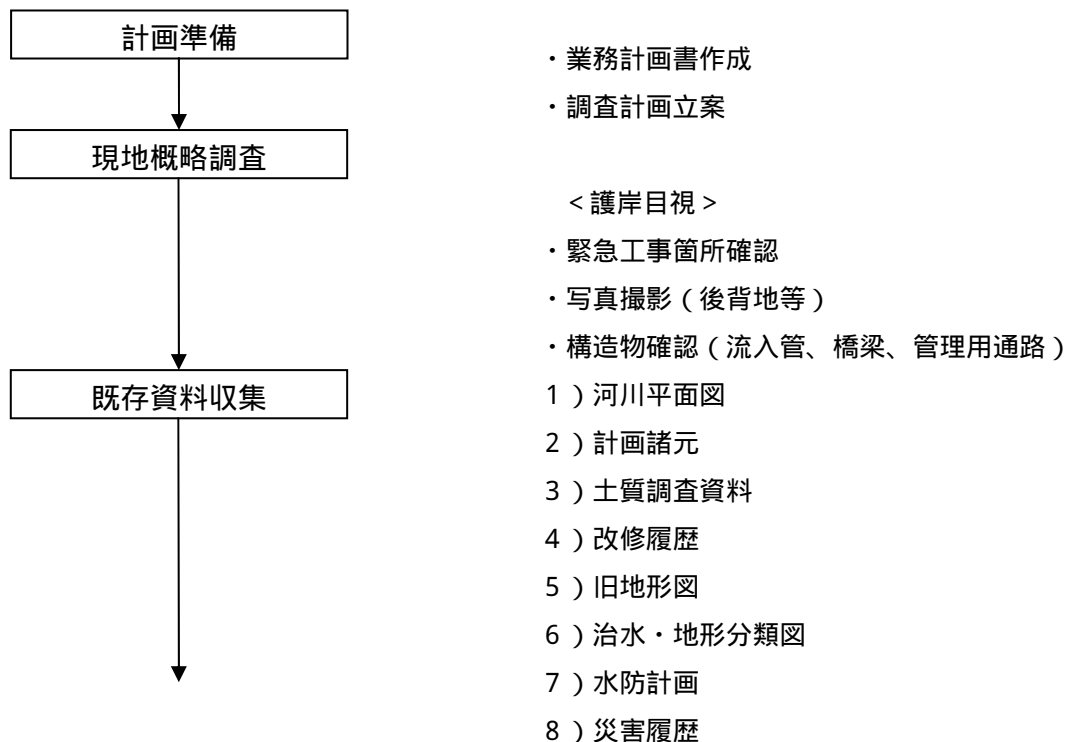 計画準備
・業務計画書作成
・調査計画立案
現地概略調査
<護岸目視>
・緊急工事箇所確認
・写真撮影(後背地等)
・構造物確認(流入管、橋梁、管理用通路)
既存資料収集
1)河川平面図
2)計画諸元
3)土質調査資料
4)改修履歴
5)旧地形図
6)治水・地形分類図
7)水防計画
8)災害履歴